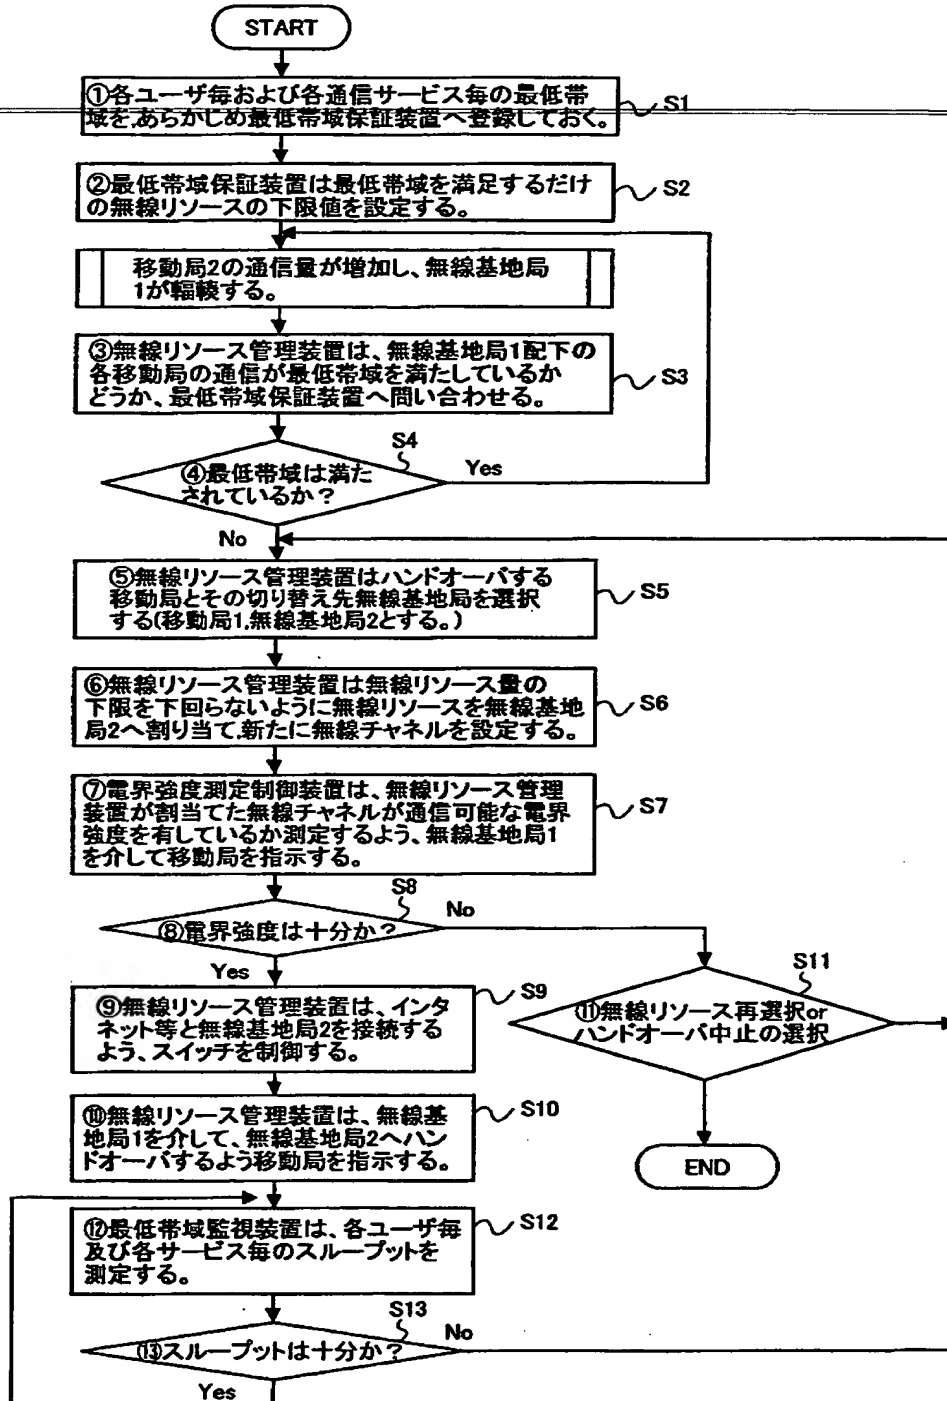 START
①各ユーザ毎および各通信サービス毎の最低帯
域を,あらかじめ最低帯域保証装置へ登録しておく。
S1
②最低帯域保証装置は最低帯域を満足するだけ
の無線リソースの下限値を設定する。
S2
移動局2の通信量が増加し、無線基地局
1が輻輳する。
③無線リソース管理装置は、無線基地局1配下の
各移動局の通信が最低帯域を満たしているか
どうか、最低帯域保証装置へ問い合わせる。
S3
S4
④最低帯域は満た
されているか？
Yes
No
⑤無線リソース管理装置はハンドオーバする
移動局とその切り替え先無線基地局を選択
する(移動局1,無線基地局2とする。)
S5
⑥無線リソース管理装置は無線リソース量の
下限を下回らないように無線リソースを無線基地
局2へ割り当て,新たに無線チャネルを設定する。
S6
⑦電界強度測定制御装置は、無線リソース管理
装置が割当てた無線チャネルが通信可能な電界
強度を有しているか測定するよう、無線基地局1
を介して移動局を指示する。
S7
S8
⑧電界強度は十分か？
No
Yes
⑨無線リソース管理装置は、インタ
ネット等と無線基地局2を接続する
よう、スイッチを制御する。
S9
S11
⑪無線リソース再選択or
ハンドオーバ中止の選択
⑩無線リソース管理装置は、無線基
地局1を介して、無線基地局2へハン
ドオーバするよう移動局を指示する。
S10
END
⑫最低帯域監視装置は、各ユーザ毎
及び各サービス毎のスループットを
測定する。
S12
S13
⑬スループットは十分か？
No
Yes